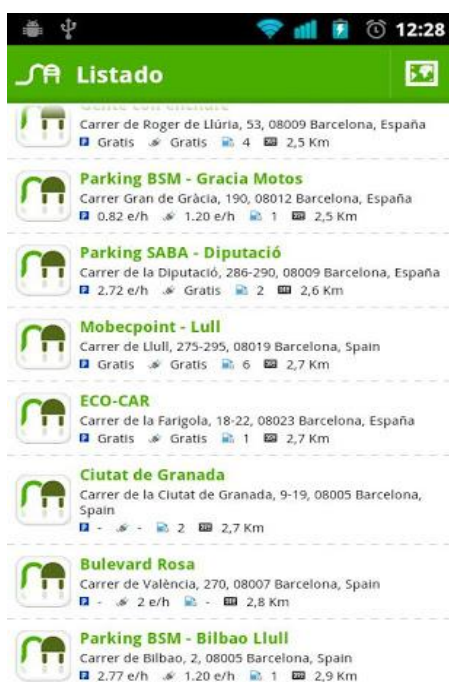 12:28
Listado
Gente con enchufe
Carrer de Roger de Llúria, 53, 08009 Barcelona, España
Gratis Gratis 4 2,5 Km
Parking BSM - Gracia Motos
Carrer Gran de Gràcia, 190, 08012 Barcelona, España
0.82 e/h 1.20 e/h 1 2,5 Km
Parking SABA - Diputació
Carrer de la Diputació, 286-290, 08009 Barcelona, España
2.72 e/h Gratis 2 2,6 Km
Mobecpoint - Lull
Carrer de Llull, 275-295, 08019 Barcelona, Spain
Gratis Gratis 6 2,7 Km
ECO-CAR
Carrer de la Farigola, 18-22, 08023 Barcelona, España
Gratis Gratis 1 2,7 Km
Ciutat de Granada
Carrer de la Ciutat de Granada, 9-19, 08005 Barcelona,
Spain
- - 2 2,7 Km
Bulevard Rosa
Carrer de València, 270, 08007 Barcelona, Spain
- 2 e/h - 2,8 Km
Parking BSM - Bilbao Llull
Carrer de Bilbao, 2, 08005 Barcelona, Spain
2.77 e/h 1.20 e/h 1 2,9 Km